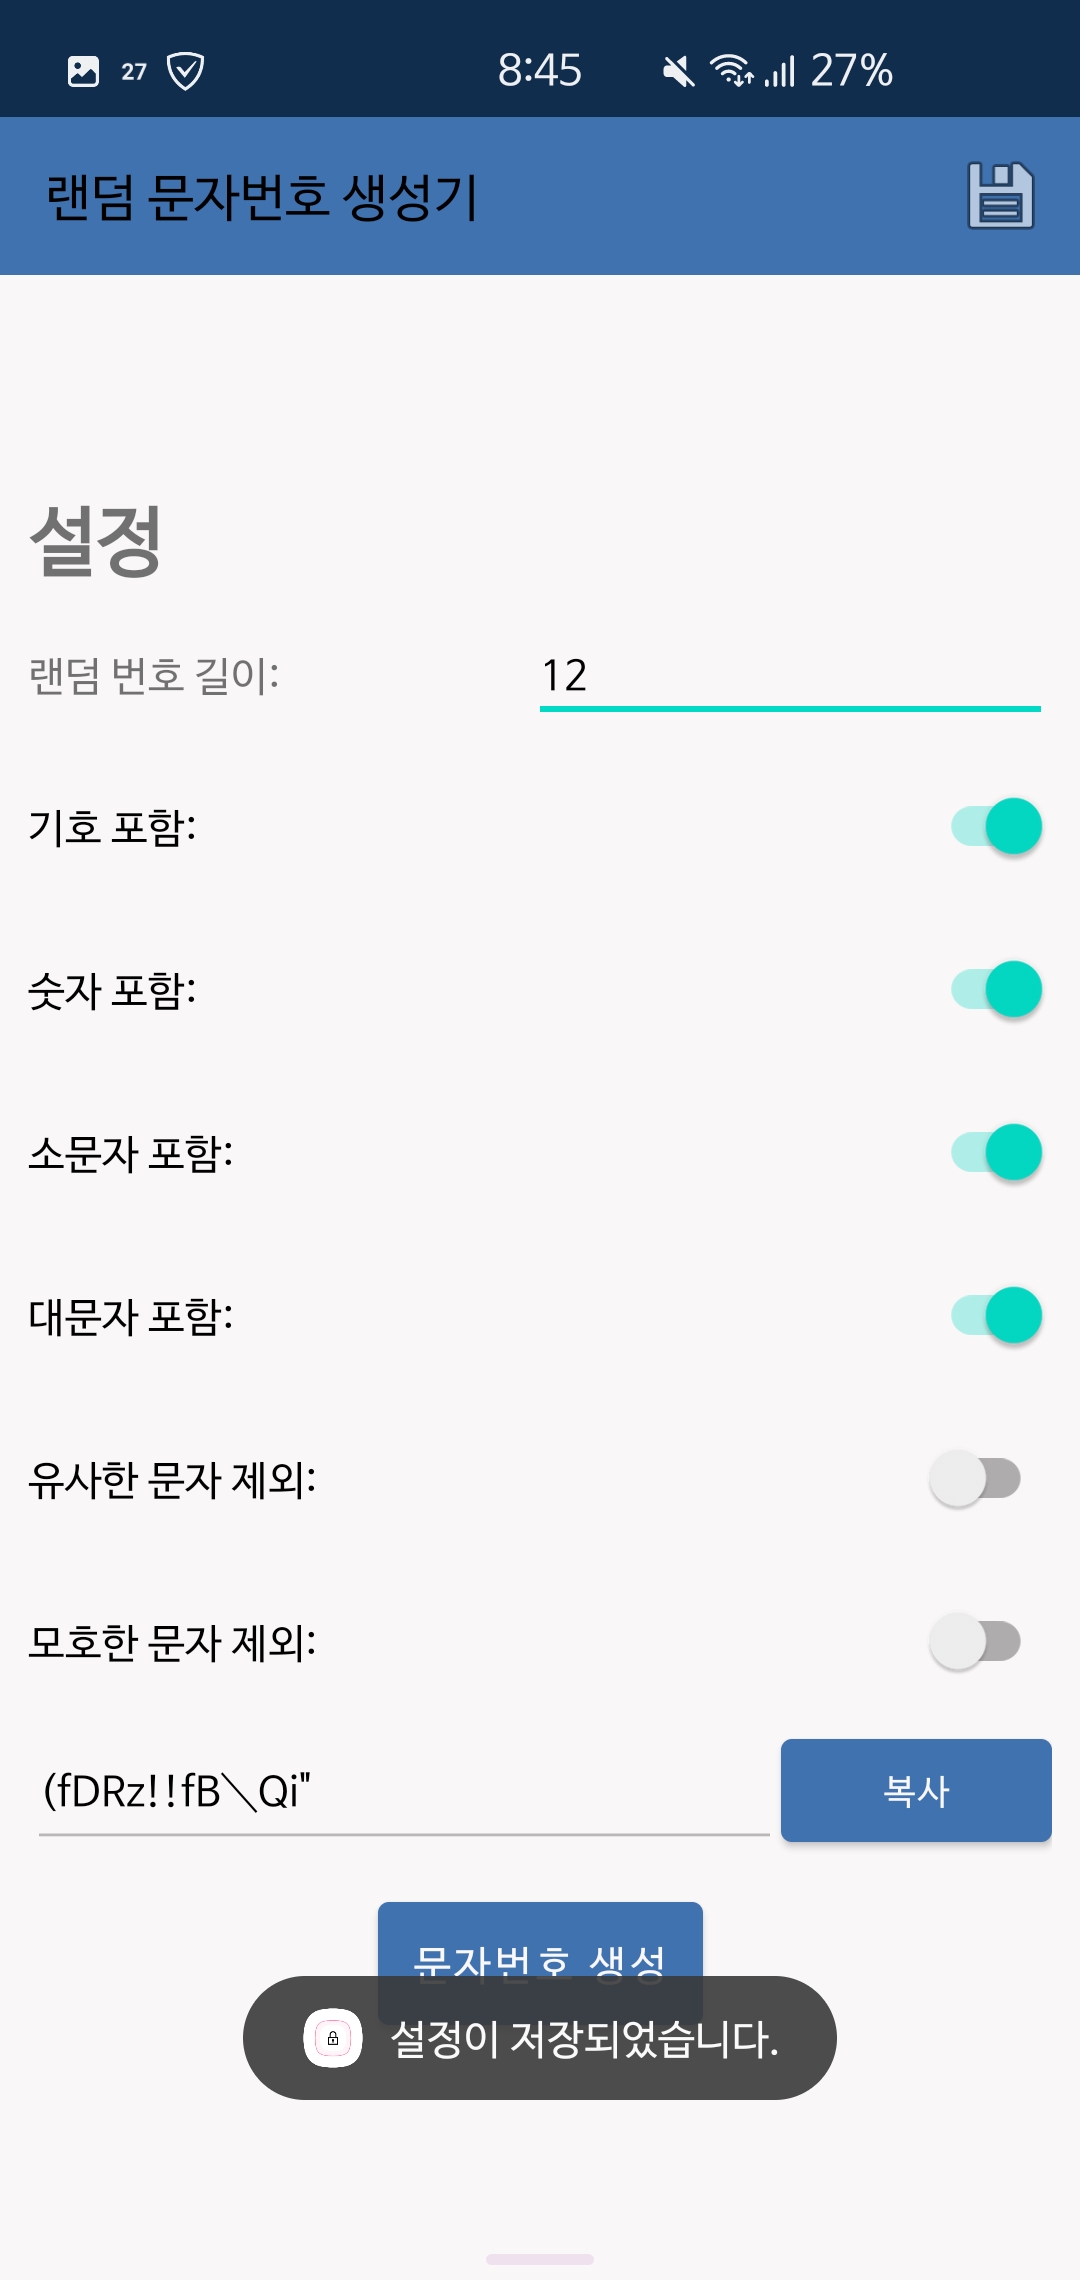 27 8:45 27%
랜덤 문자번호 생성기
설정
랜덤 번호 길이: 12
기호 포함:
숫자 포함:
소문자 포함:
대문자 포함:
유사한 문자 제외:
모호한 문자 제외:
(fDRz!!fB\Qi" 복사
문자번호 생성
설정이 저장되었습니다.